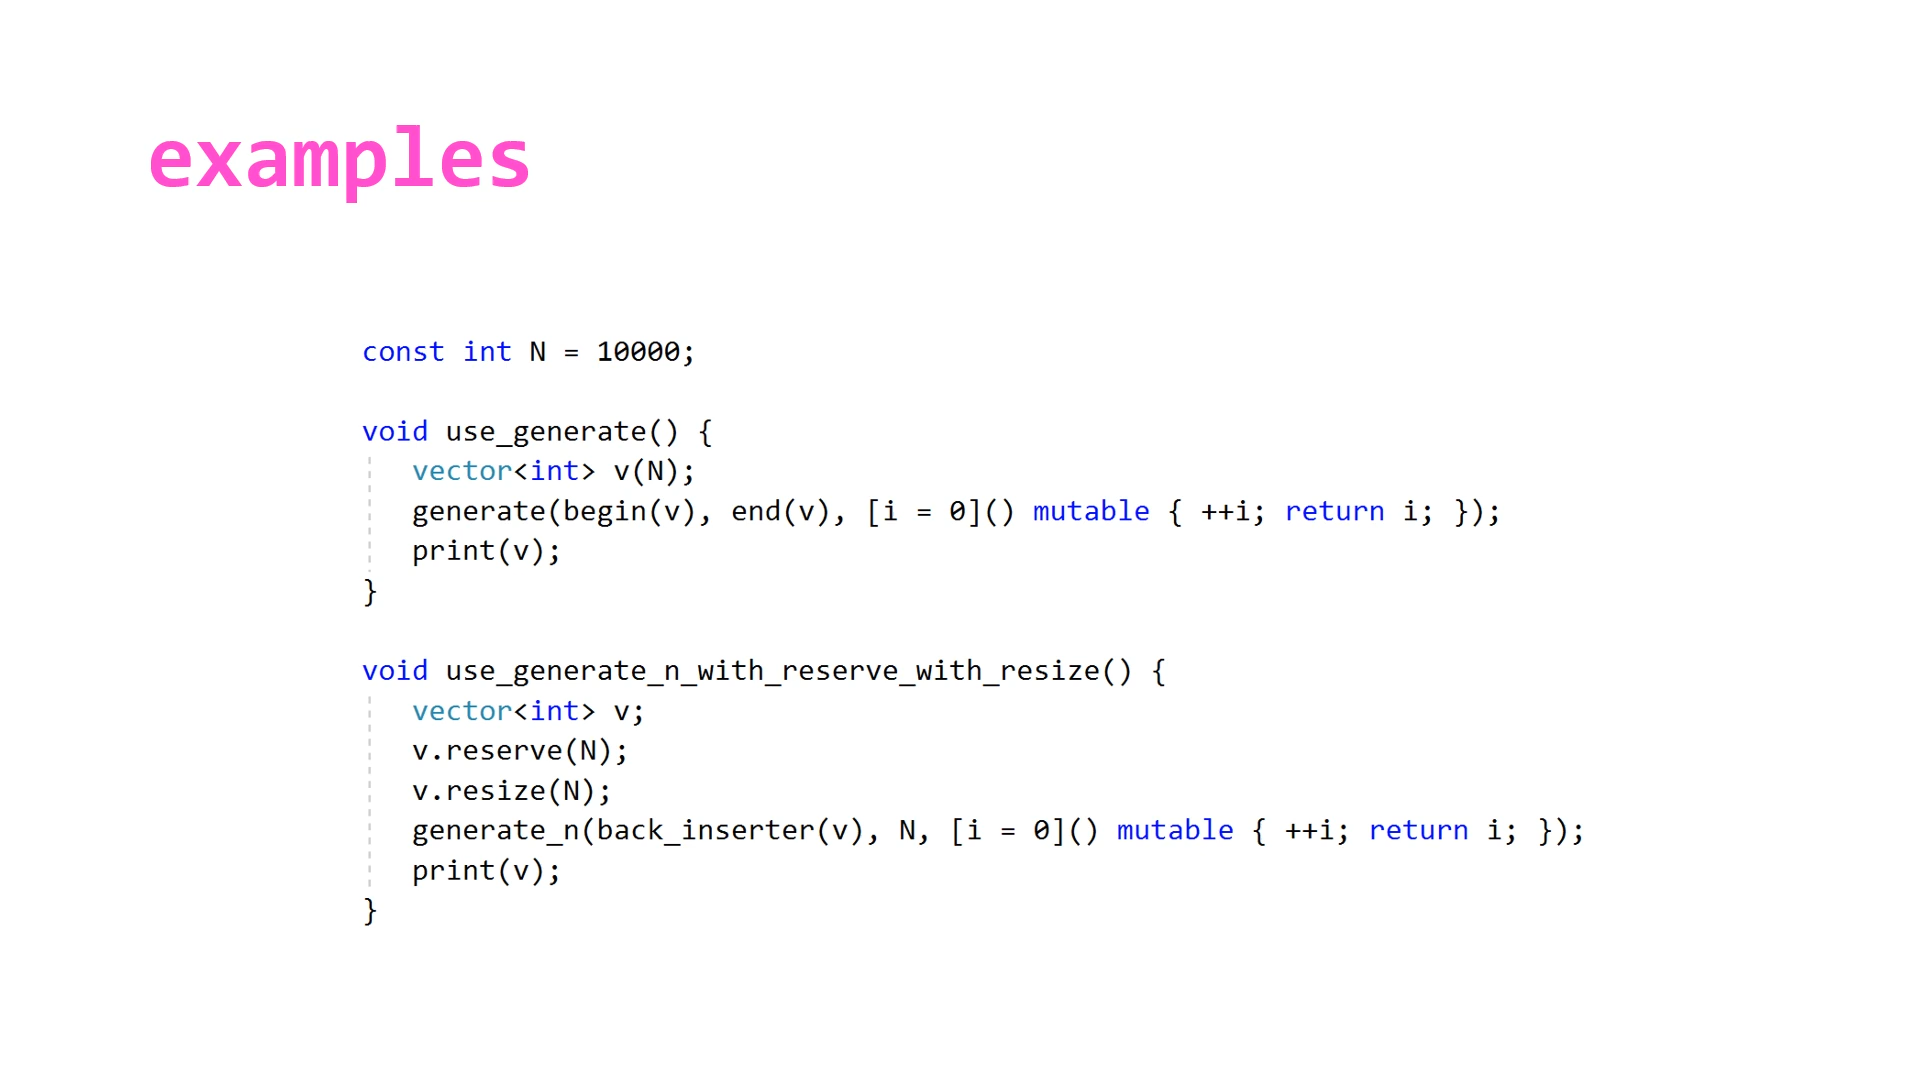 examples
const int N = 10000;
void use_generate() {
vector<int> v(N);
generate(begin(v), end(v), [i = 0]() mutable { ++i; return i; });
print(v);
}
void use_generate_n_with_reserve_with_resize() {
vector<int> v;
v.reserve(N);
v.resize(N);
generate_n(back_inserter(v), N, [i = 0]() mutable { ++i; return i; });
print(v);
}